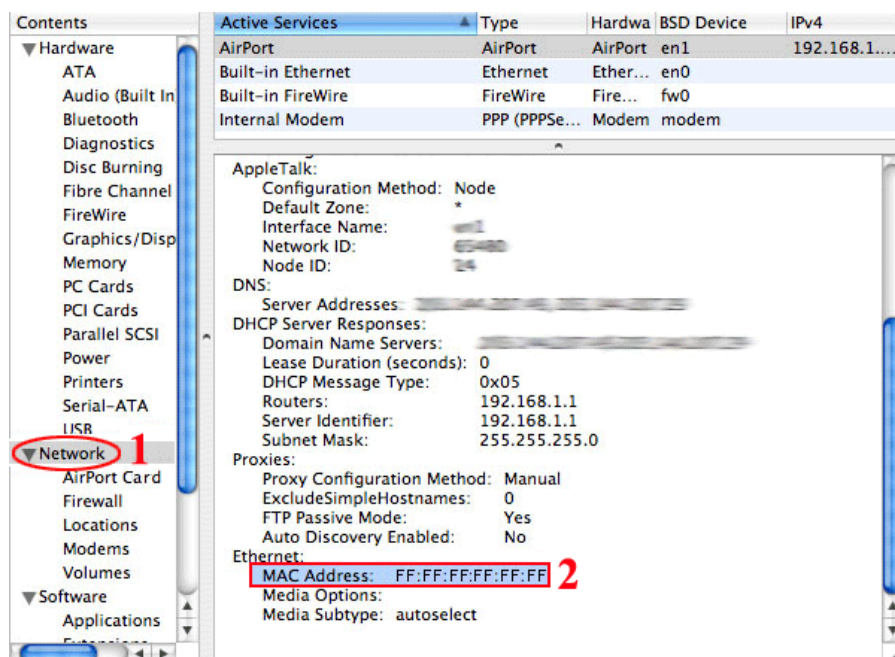 Contents
Hardware
ATA
Audio (Built In
Bluetooth
Diagnostics
Disc Burning
Fibre Channel
FireWire
Graphics/Disp
Memory
PC Cards
PCI Cards
Parallel SCSI
Power
Printers
Serial-ATA
USB
Network 1
AirPort Card
Firewall
Locations
Modems
Volumes
Software
Applications
Active Services Type Hardwa BSD Device IPv4
AirPort AirPort AirPort en1 192.168.1....
Built-in Ethernet Ethernet Ether... en0
Built-in FireWire FireWire Fire... fw0
Internal Modem PPP (PPPSe... Modem modem
AppleTalk:
Configuration Method: Node
Default Zone: *
Interface Name: en1
Network ID:
Node ID:
DNS:
Server Addresses:
DHCP Server Responses:
Domain Name Servers:
Lease Duration (seconds): 0
DHCP Message Type: 0x05
Routers: 192.168.1.1
Server Identifier: 192.168.1.1
Subnet Mask: 255.255.255.0
Proxies:
Proxy Configuration Method: Manual
ExcludeSimpleHostnames: 0
FTP Passive Mode: Yes
Auto Discovery Enabled: No
Ethernet:
MAC Address: FF:FF:FF:FF:FF:FF 2
Media Options:
Media Subtype: autoselect